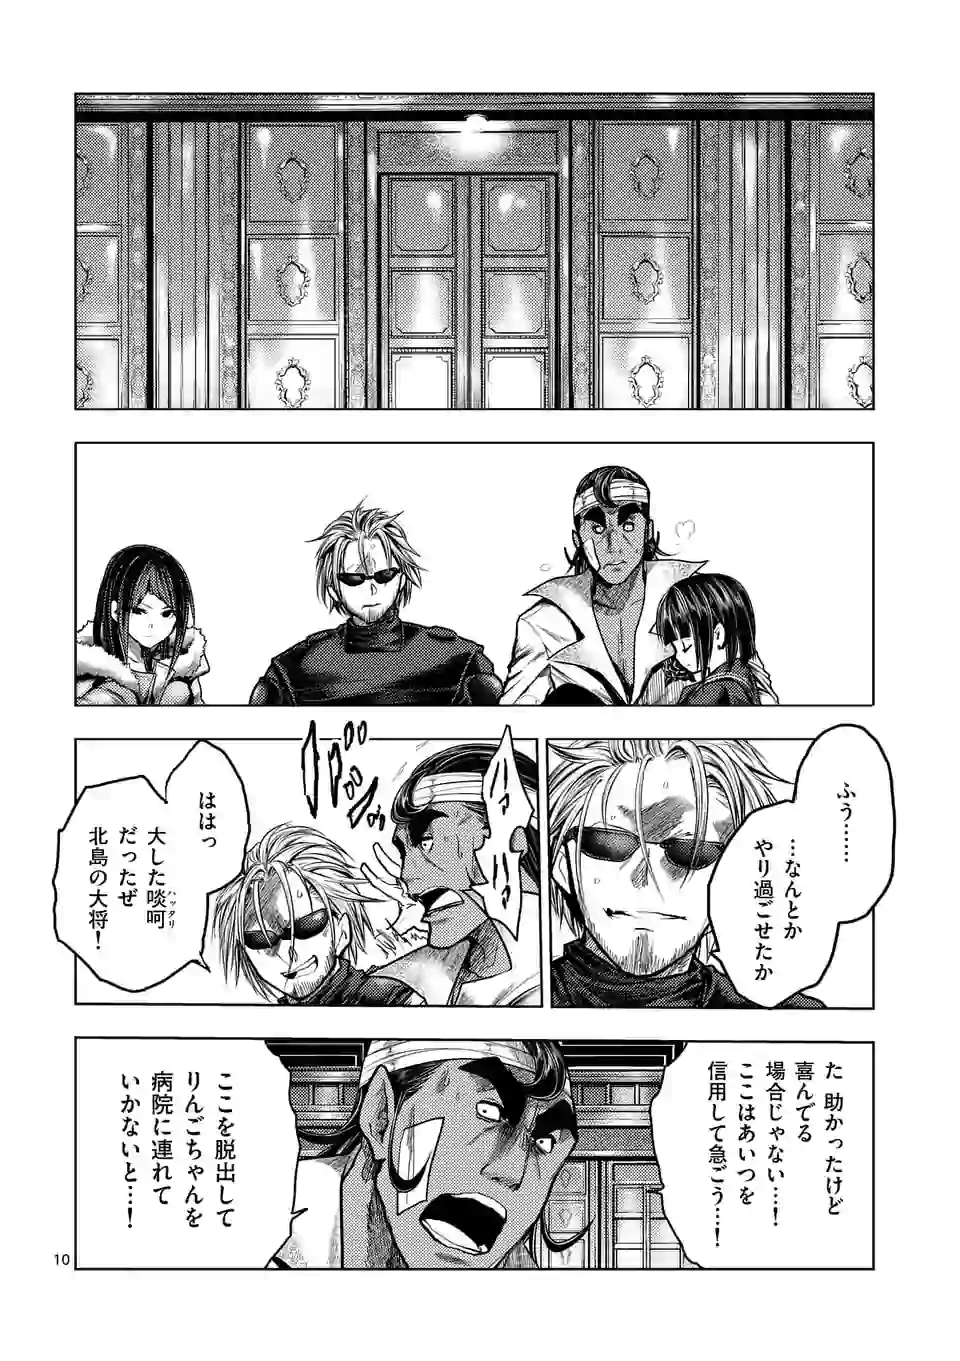 ふう……
…なんとか
やり過ごせたか
ハァ
ハァ
ははっ
大した啖呵
ハッタリ
だったぜ
北島の大将！
た 助かったけど
喜んでる
場合じゃない…！
ここはあいつを
信用して急ごう…！
ここを脱出して
りんごちゃんを
病院に連れて
いかないと…！
10